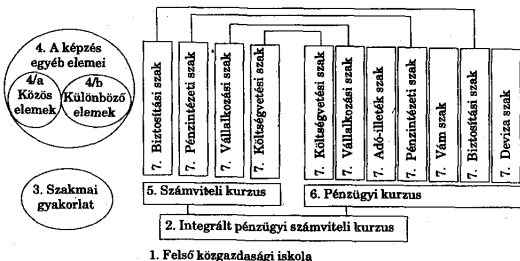 4. A képzés
egyéb elemei
4/a
Közös
elemek
4/b
Különböző
elemek
3. Szakmai
gyakorlat
7. Biztosítási szak
7. Pénzintézeti szak
7. Vállalkozási szak
7. Költségvetési szak
7. Költségvetési szak
7. Vállalkozási szak
7. Adó-illeték szak
7. Pénzintézeti szak
7. Vám szak
7. Biztosítási szak
7. Deviza szak
5. Számviteli kurzus
6. Pénzügyi kurzus
2. Integrált pénzügyi számviteli kurzus
1. Felső közgazdasági iskola